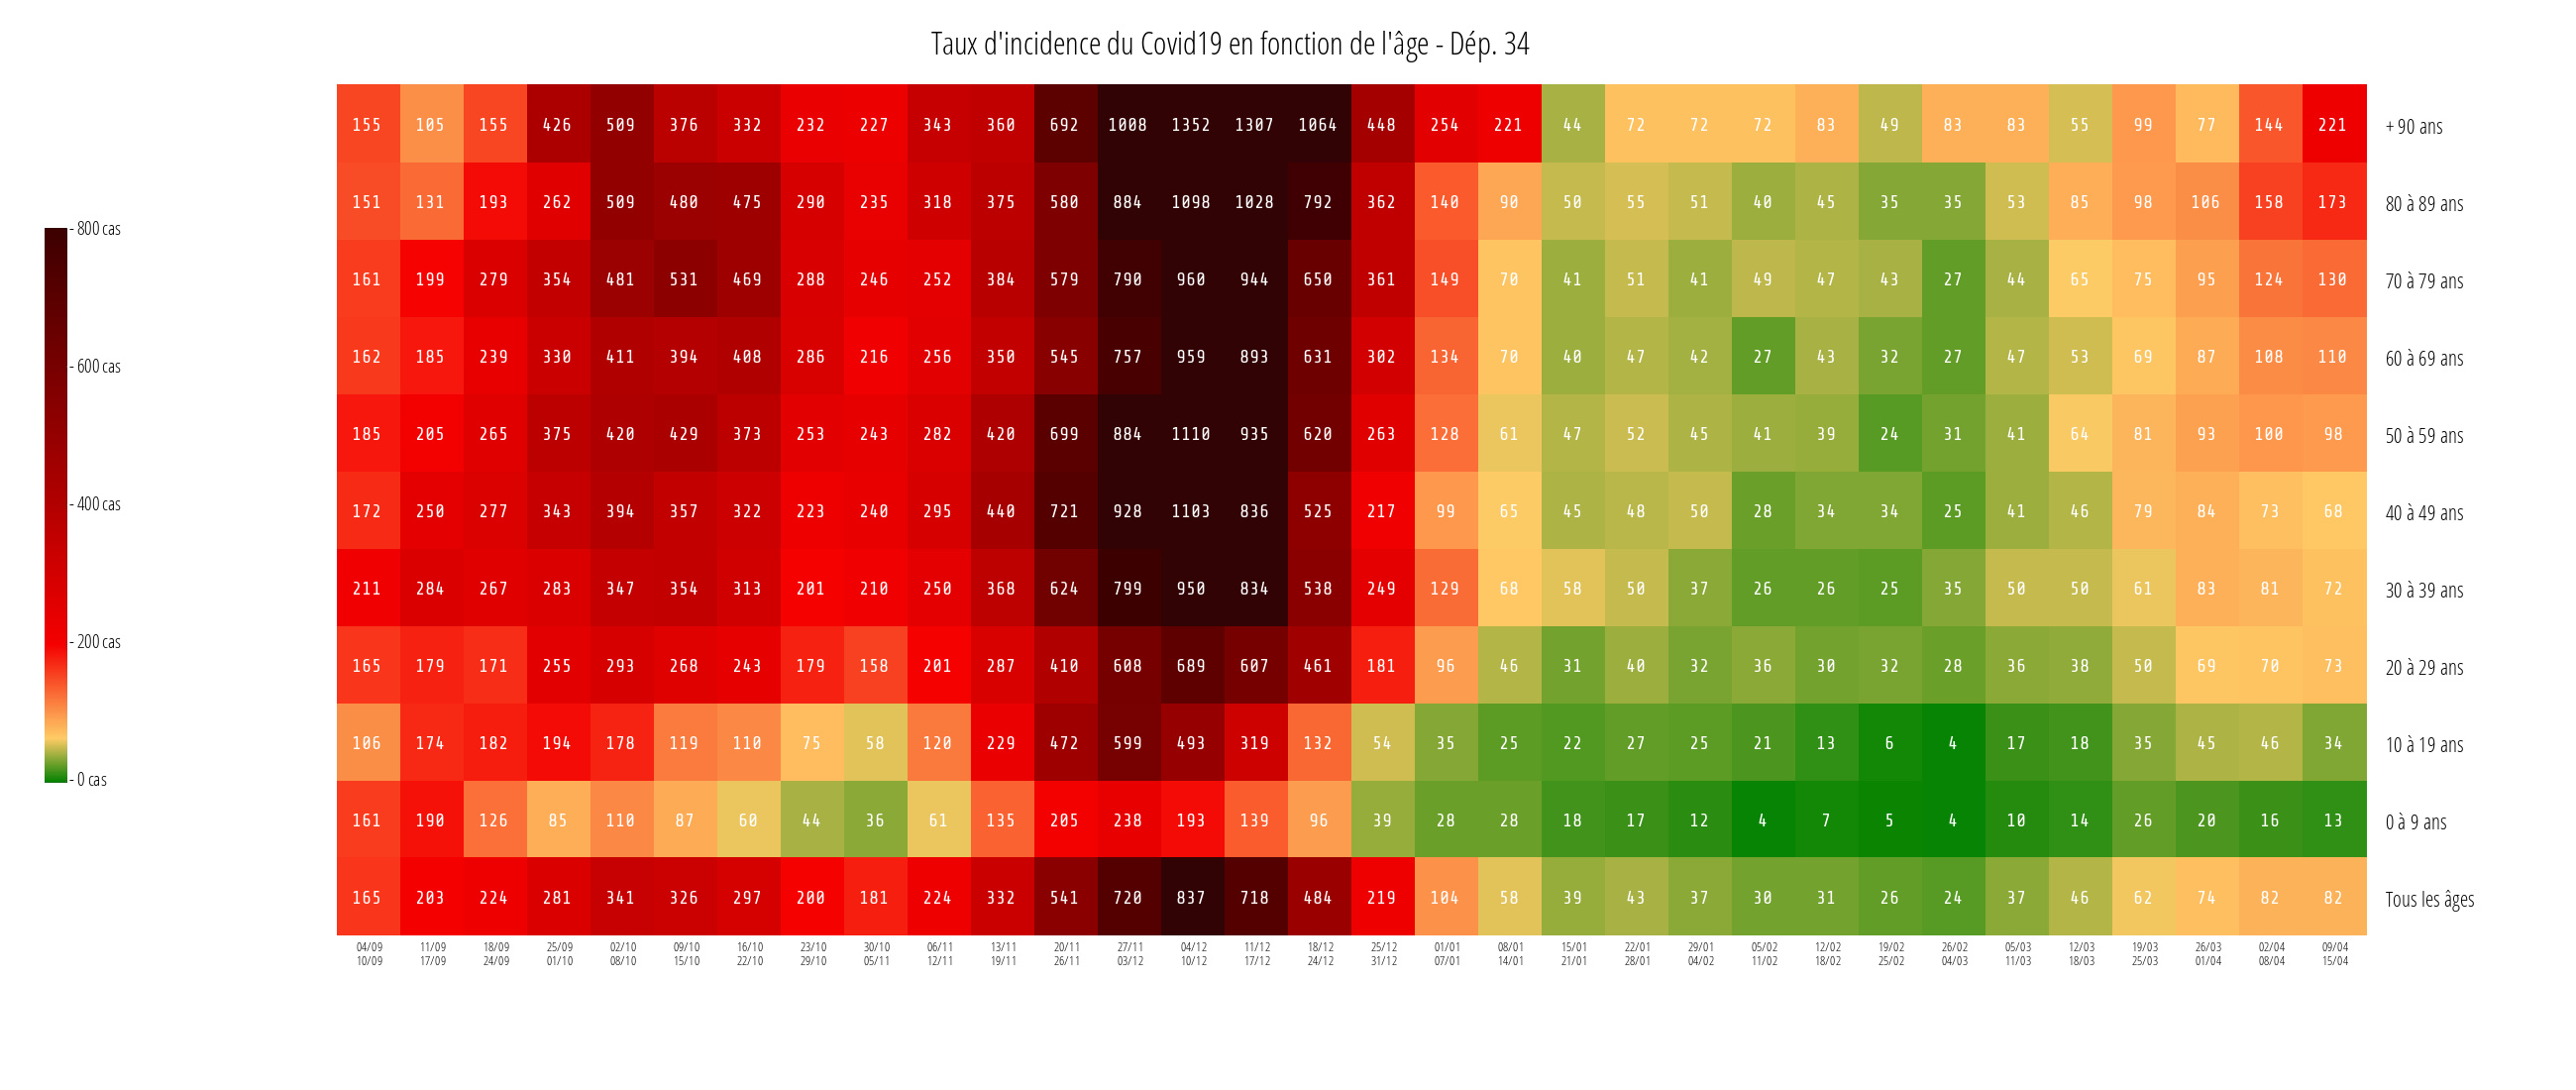 Taux d'incidence du Covid19 en fonction de l'âge - Dép. 34
155 105 155 426 509 376 332 232 227 343 360 692 1008 1352 1307 1064 448 254 221 44 72 72 72 83 49 83 83 55 99 77 144 221 + 90 ans
151 131 193 262 509 480 475 290 235 318 375 580 884 1098 1028 792 362 140 90 50 55 51 40 45 35 35 53 85 98 106 158 173 80 à 89 ans
- 800 cas
161 199 279 354 481 531 469 288 246 252 384 579 790 960 944 650 361 149 70 41 51 41 49 47 43 27 44 65 75 95 124 130 70 à 79 ans
162 185 239 330 411 394 408 286 216 256 350 545 757 959 893 631 302 134 70 40 47 42 27 43 32 27 47 53 69 87 108 110 60 à 69 ans
- 600 cas
185 205 265 375 420 429 373 253 243 282 420 699 884 1110 935 620 263 128 61 47 52 45 41 39 24 31 41 64 81 93 100 98 50 à 59 ans
- 400 cas
172 250 277 343 394 357 322 223 240 295 440 721 928 1103 836 525 217 99 65 45 48 50 28 34 34 25 41 46 79 84 73 68 40 à 49 ans
211 284 267 283 347 354 313 201 210 250 368 624 799 950 834 538 249 129 68 58 50 37 26 26 25 35 50 50 61 83 81 72 30 à 39 ans
- 200 cas
165 179 171 255 293 268 243 179 158 201 287 410 608 689 607 461 181 96 46 31 40 32 36 30 32 28 36 38 50 69 70 73 20 à 29 ans
106 174 182 194 178 119 110 75 58 120 229 472 599 493 319 132 54 35 25 22 27 25 21 13 6 4 17 18 35 45 46 34 10 à 19 ans
- 0 cas
161 190 126 85 110 87 60 44 36 61 135 205 238 193 139 96 39 28 28 18 17 12 4 7 5 4 10 14 26 20 16 13 0 à 9 ans
165 203 224 281 341 326 297 200 181 224 332 541 720 837 718 484 219 104 58 39 43 37 30 31 26 24 37 46 62 74 82 82 Tous les âges
04/09 11/09 18/09 25/09 02/10 09/10 16/10 23/10 30/10 06/11 13/11 20/11 27/11 04/12 11/12 18/12 25/12 01/01 08/01 15/01 22/01 29/01 05/02 12/02 19/02 26/02 05/03 12/03 19/03 26/03 02/04 09/04
10/09 17/09 24/09 01/10 08/10 15/10 22/10 29/10 05/11 12/11 19/11 26/11 03/12 10/12 17/12 24/12 31/12 07/01 14/01 21/01 28/01 04/02 11/02 18/02 25/02 04/03 11/03 18/03 25/03 01/04 08/04 15/04